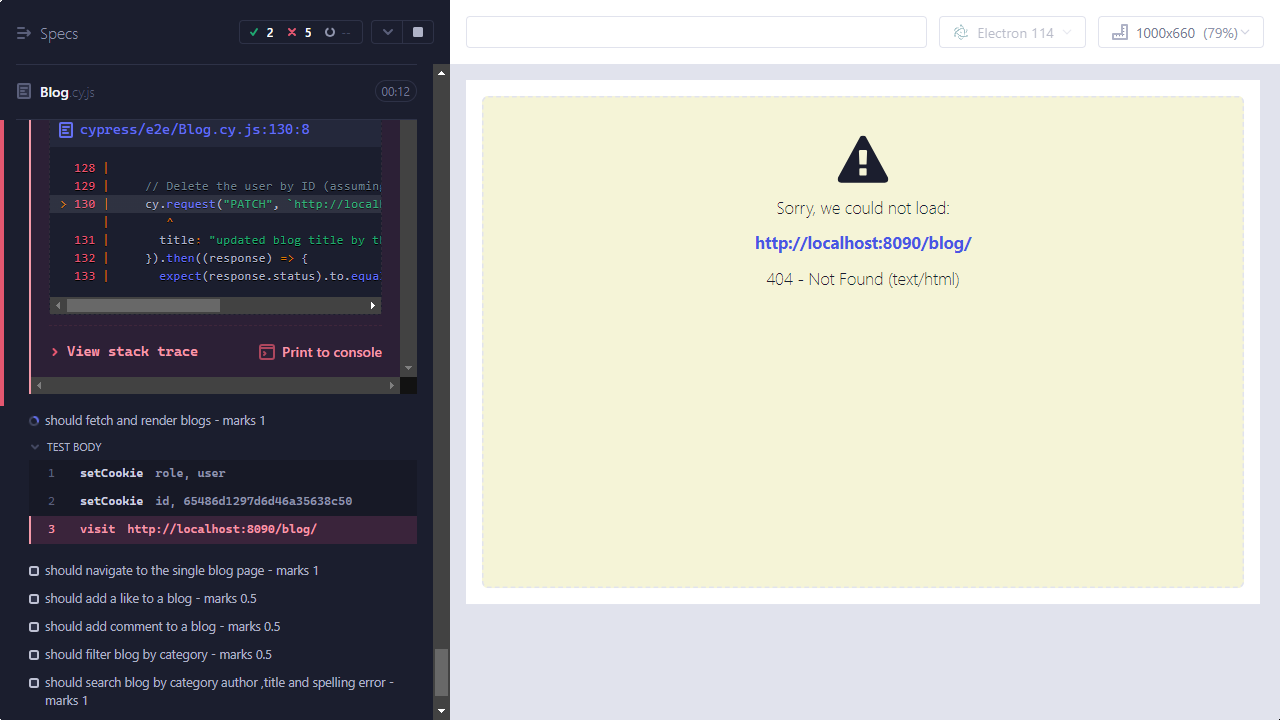 Specs
2 5 --
Electron 114
1000x660 (79%)
Blog.cy.js
00:12
cypress/e2e/Blog.cy.js:130:8
128 |
129 | // Delete the user by ID (assuming
> 130 | cy.request("PATCH", `http://local
| ^
131 | title: "updated blog title by t
132 | }).then((response) => {
133 | expect(response.status).to.equa
> View stack trace
Print to console
should fetch and render blogs - marks 1
TEST BODY
1 setCookie role, user
2 setCookie id, 65486d1297d6d46a35638c50
3 visit http://localhost:8090/blog/
should navigate to the single blog page - marks 1
should add a like to a blog - marks 0.5
should add comment to a blog - marks 0.5
should filter blog by category - marks 0.5
should search blog by category author ,title and spelling error -
marks 1
Sorry, we could not load:
http://localhost:8090/blog/
404 - Not Found (text/html)